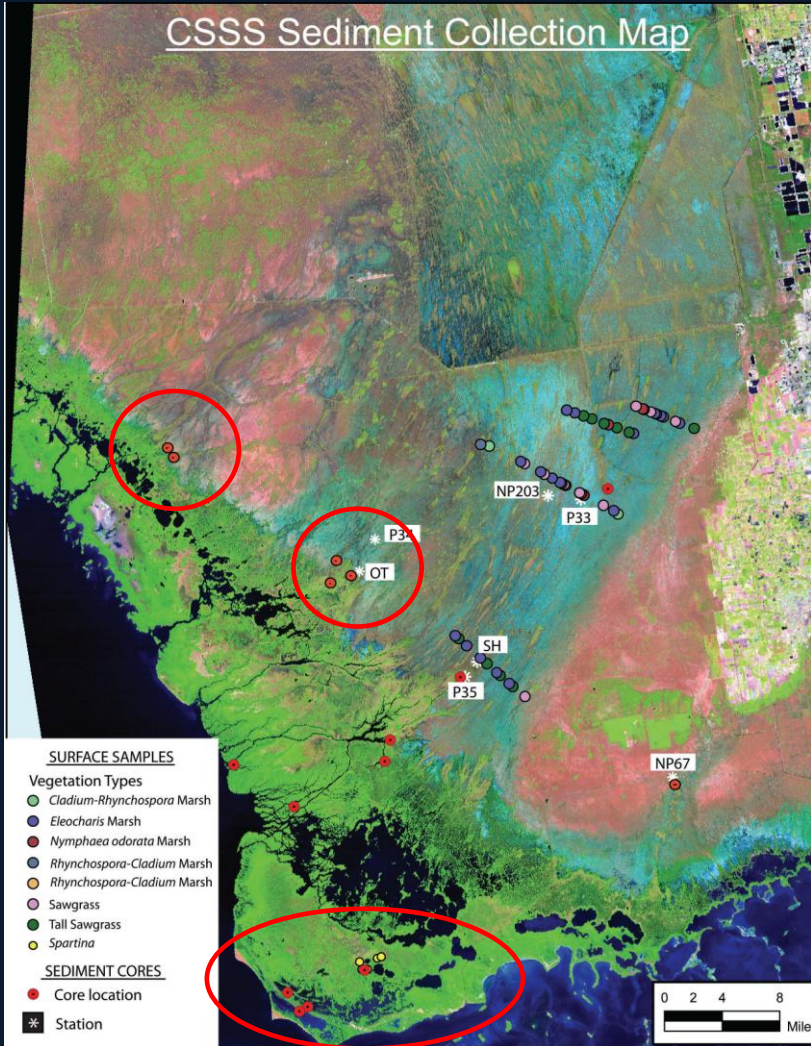 CSSS Sediment Collection Map
NP203
P33
P34
OT
SH
P35
NP67
SURFACE SAMPLES
Vegetation Types
Cladium-Rhynchospora Marsh
Eleocharis Marsh
Nymphaea odorata Marsh
Rhynchospora-Cladium Marsh
Rhynchospora-Cladium Marsh
Sawgrass
Tall Sawgrass
Spartina
SEDIMENT CORES
Core location
Station
0 2 4 8
Mile